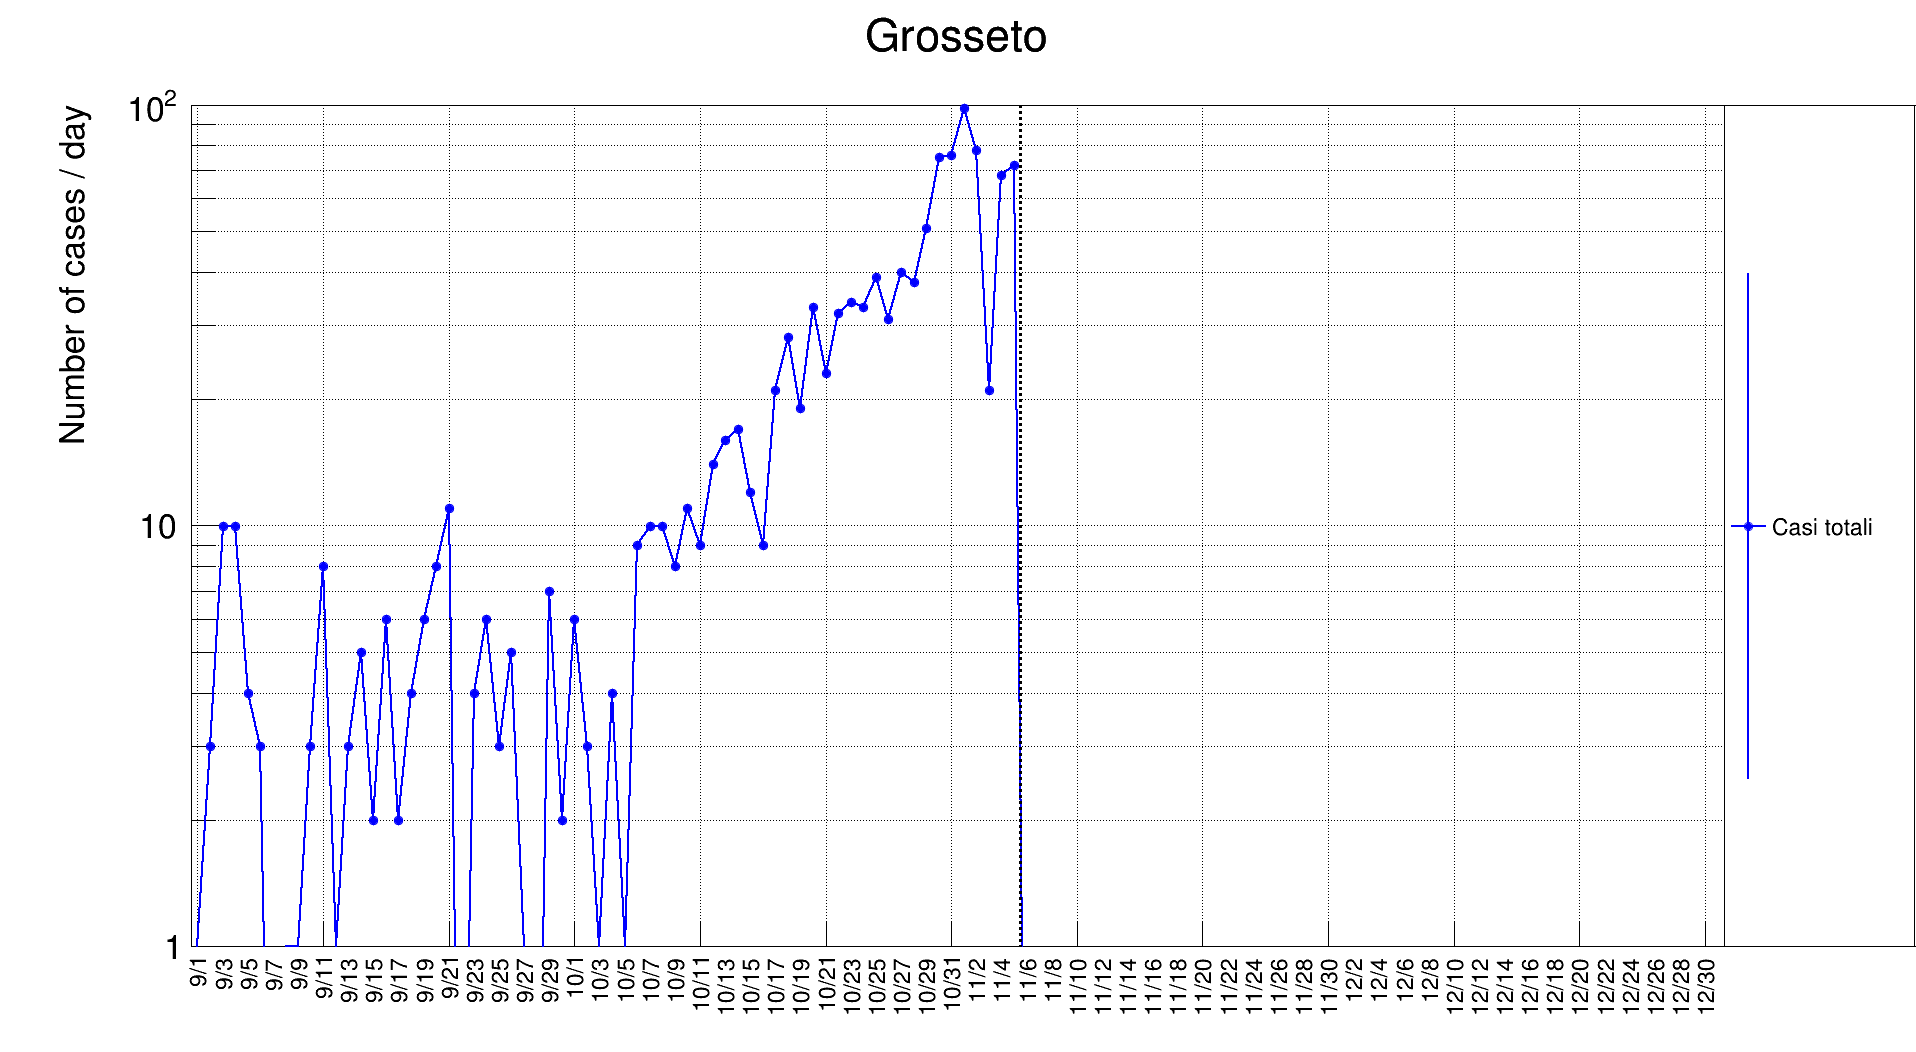 Grosseto
Number of cases / day
10²
10
1
9/1 9/3 9/5 9/7 9/9 9/11 9/13 9/15 9/17 9/19 9/21 9/23 9/25 9/27 9/29 10/1 10/3 10/5 10/7 10/9 10/11 10/13 10/15 10/17 10/19 10/21 10/23 10/25 10/27 10/29 10/31 11/2 11/4 11/6 11/8 11/10 11/12 11/14 11/16 11/18 11/20 11/22 11/24 11/26 11/28 11/30 12/2 12/4 12/6 12/8 12/10 12/12 12/14 12/16 12/18 12/20 12/22 12/24 12/26 12/28 12/30
Casi totali